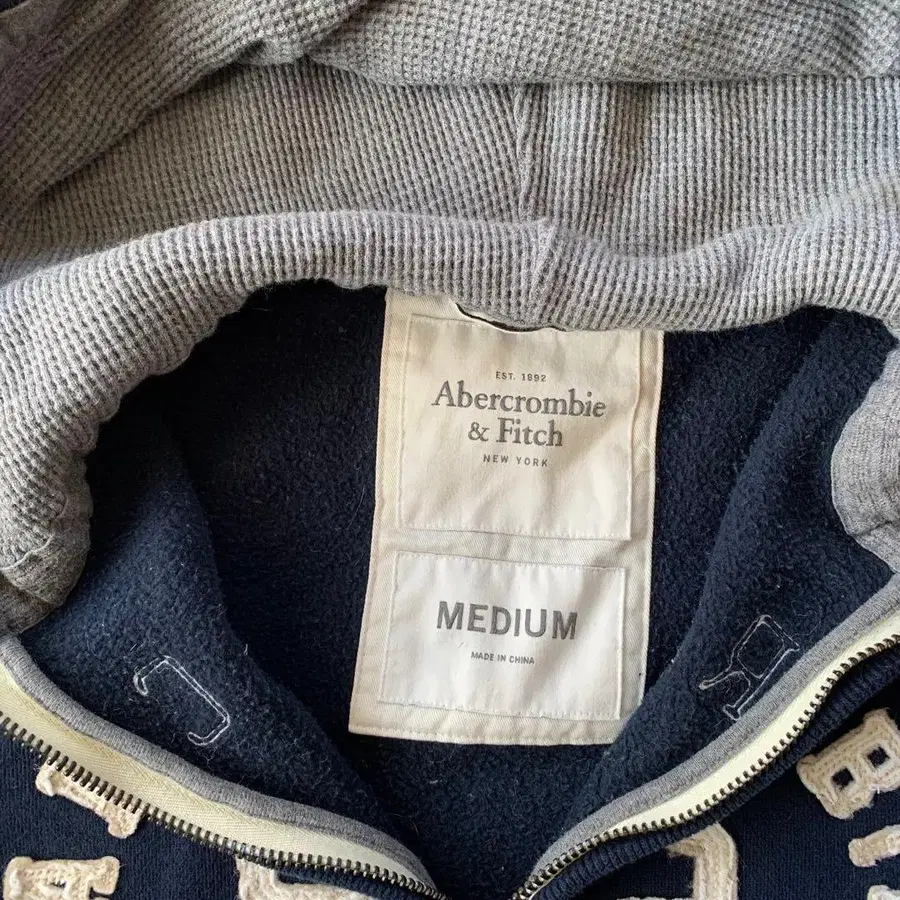 EST. 1892
Abercrombie
& Fitch
NEW YORK
MEDIUM
MADE IN CHINA
B